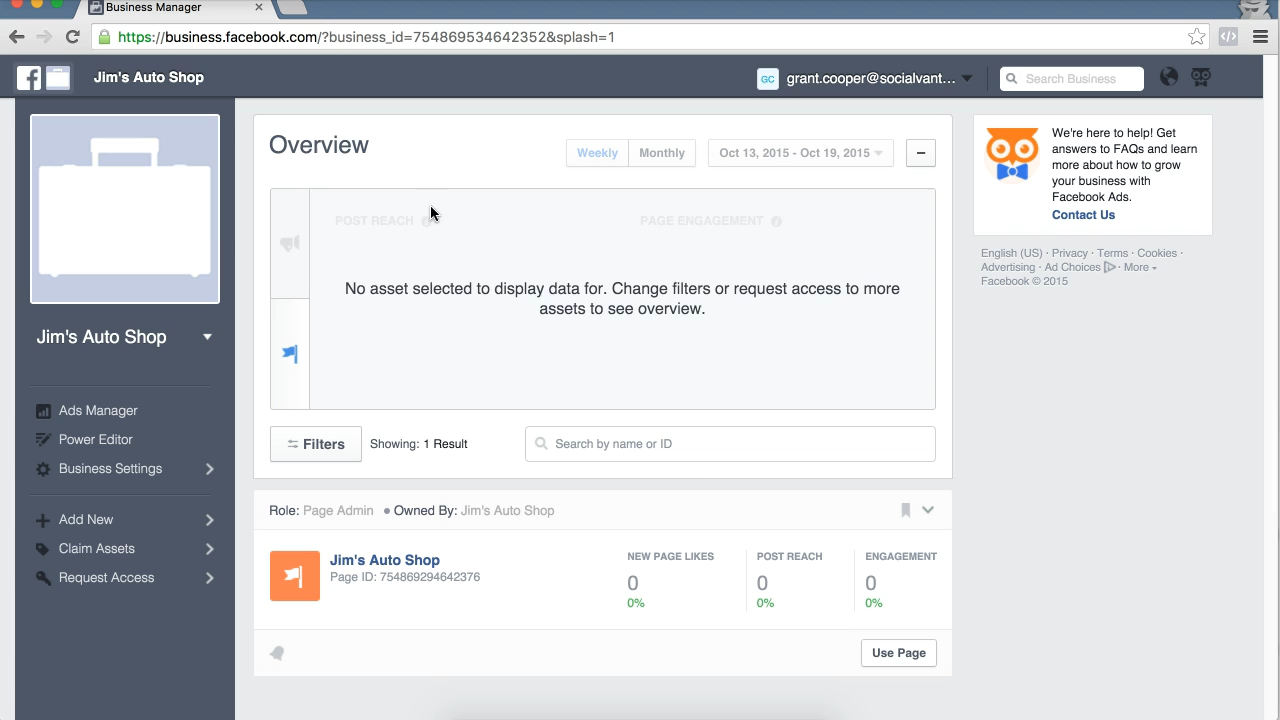 Business Manager
https://business.facebook.com/?business_id=754869534642352&splash=1
Jim's Auto Shop
GC grant.cooper@socialvant...
Search Business
Jim's Auto Shop
Ads Manager
Power Editor
Business Settings
Add New
Claim Assets
Request Access
Overview
Weekly Monthly Oct 13, 2015 - Oct 19, 2015
POST REACH PAGE ENGAGEMENT
No asset selected to display data for. Change filters or request access to more
assets to see overview.
Filters Showing: 1 Result Search by name or ID
Role: Page Admin • Owned By: Jim's Auto Shop
Jim's Auto Shop
Page ID: 754869294642376
NEW PAGE LIKES POST REACH ENGAGEMENT
0 0 0
0% 0% 0%
Use Page
We're here to help! Get
answers to FAQs and learn
more about how to grow
your business with
Facebook Ads.
Contact Us
English (US) · Privacy · Terms · Cookies ·
Advertising · Ad Choices · More
Facebook © 2015